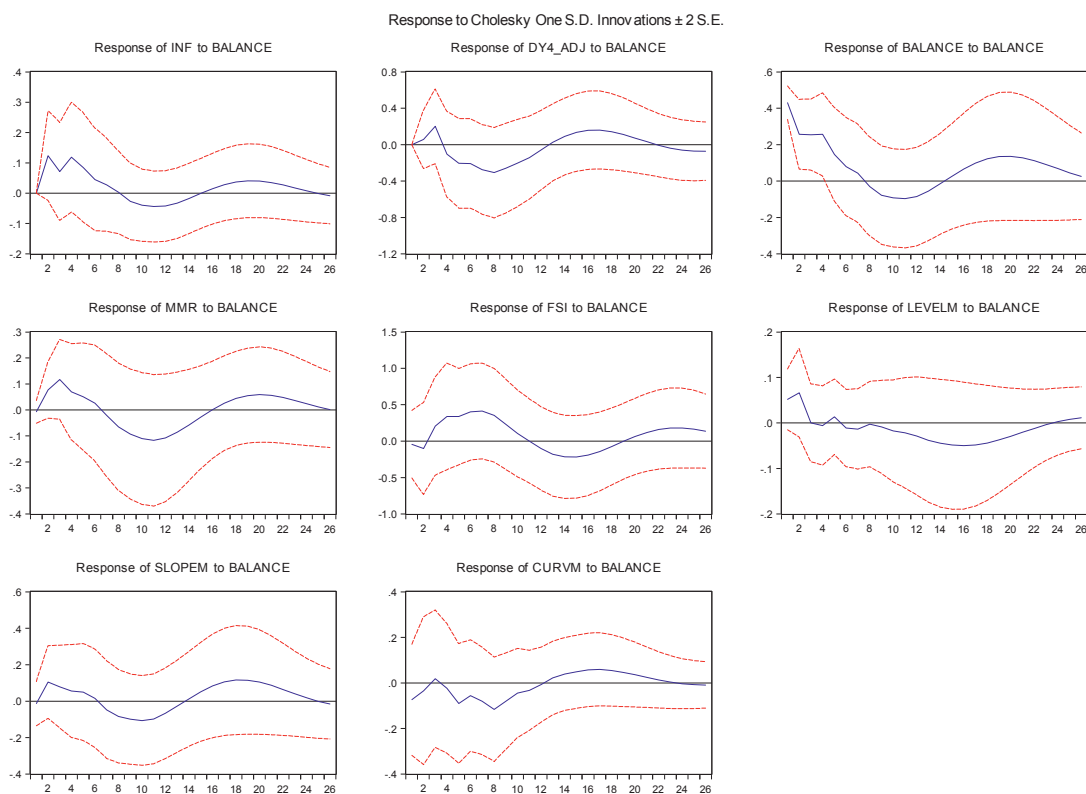 Response to Cholesky One S.D. Innovations ± 2 S.E.
Response of INF to BALANCE
.4
.3
.2
.1
.0
-.1
-.2
2 4 6 8 10 12 14 16 18 20 22 24 26
Response of DY4_ADJ to BALANCE
0.8
0.4
0.0
-0.4
-0.8
-1.2
2 4 6 8 10 12 14 16 18 20 22 24 26
Response of BALANCE to BALANCE
.6
.4
.2
.0
-.2
-.4
2 4 6 8 10 12 14 16 18 20 22 24 26
Response of MMR to BALANCE
.3
.2
.1
.0
-.1
-.2
-.3
-.4
2 4 6 8 10 12 14 16 18 20 22 24 26
Response of FSI to BALANCE
1.5
1.0
0.5
0.0
-0.5
-1.0
2 4 6 8 10 12 14 16 18 20 22 24 26
Response of LEVELM to BALANCE
.2
.1
.0
-.1
-.2
2 4 6 8 10 12 14 16 18 20 22 24 26
Response of SLOPEM to BALANCE
.6
.4
.2
.0
-.2
-.4
2 4 6 8 10 12 14 16 18 20 22 24 26
Response of CURVM to BALANCE
.4
.2
.0
-.2
-.4
2 4 6 8 10 12 14 16 18 20 22 24 26